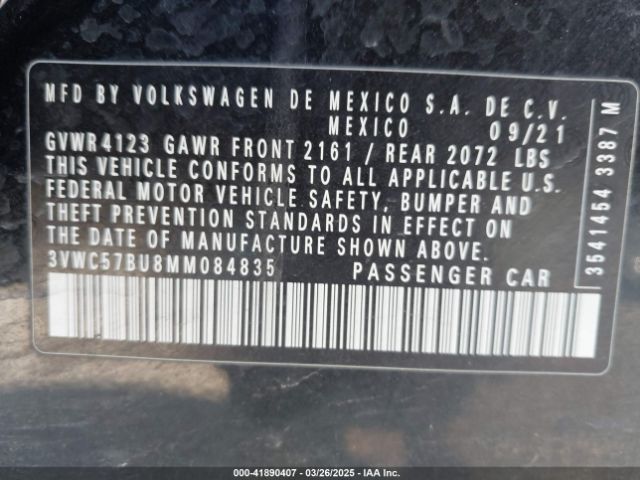 MFD BY VOLKSWAGEN DE MEXICO S.A. DE C.V.
MEXICO 09/21
GVWR 4123 GAWR FRONT 2161 / REAR 2072 LBS
THIS VEHICLE CONFORMS TO ALL APPLICABLE U.S.
FEDERAL MOTOR VEHICLE SAFETY, BUMPER AND
THEFT PREVENTION STANDARDS IN EFFECT ON
THE DATE OF MANUFACTURE SHOWN ABOVE.
3VWC57BU8MM084835 PASSENGER CAR
3541454 3387 M
000-41890407 / 03/26/2025 - IAA Inc.